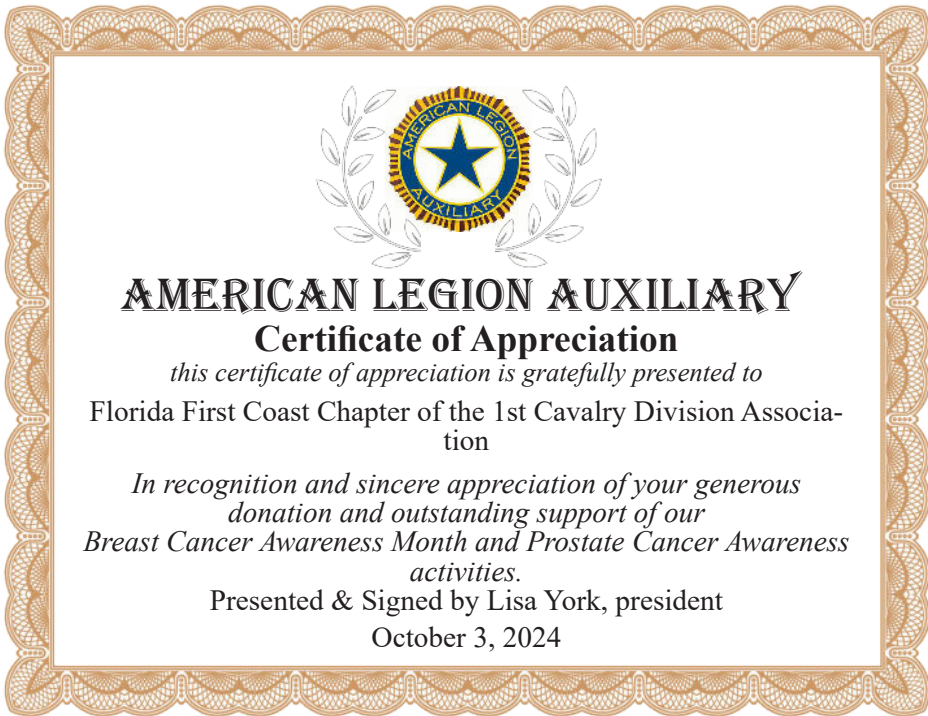 AMERICAN LEGION
AUXILIARY
AMERICAN LEGION AUXILIARY
Certificate of Appreciation
this certificate of appreciation is gratefully presented to
Florida First Coast Chapter of the 1st Cavalry Division Associa-
tion
In recognition and sincere appreciation of your generous
donation and outstanding support of our
Breast Cancer Awareness Month and Prostate Cancer Awareness
activities.
Presented & Signed by Lisa York, president
October 3, 2024